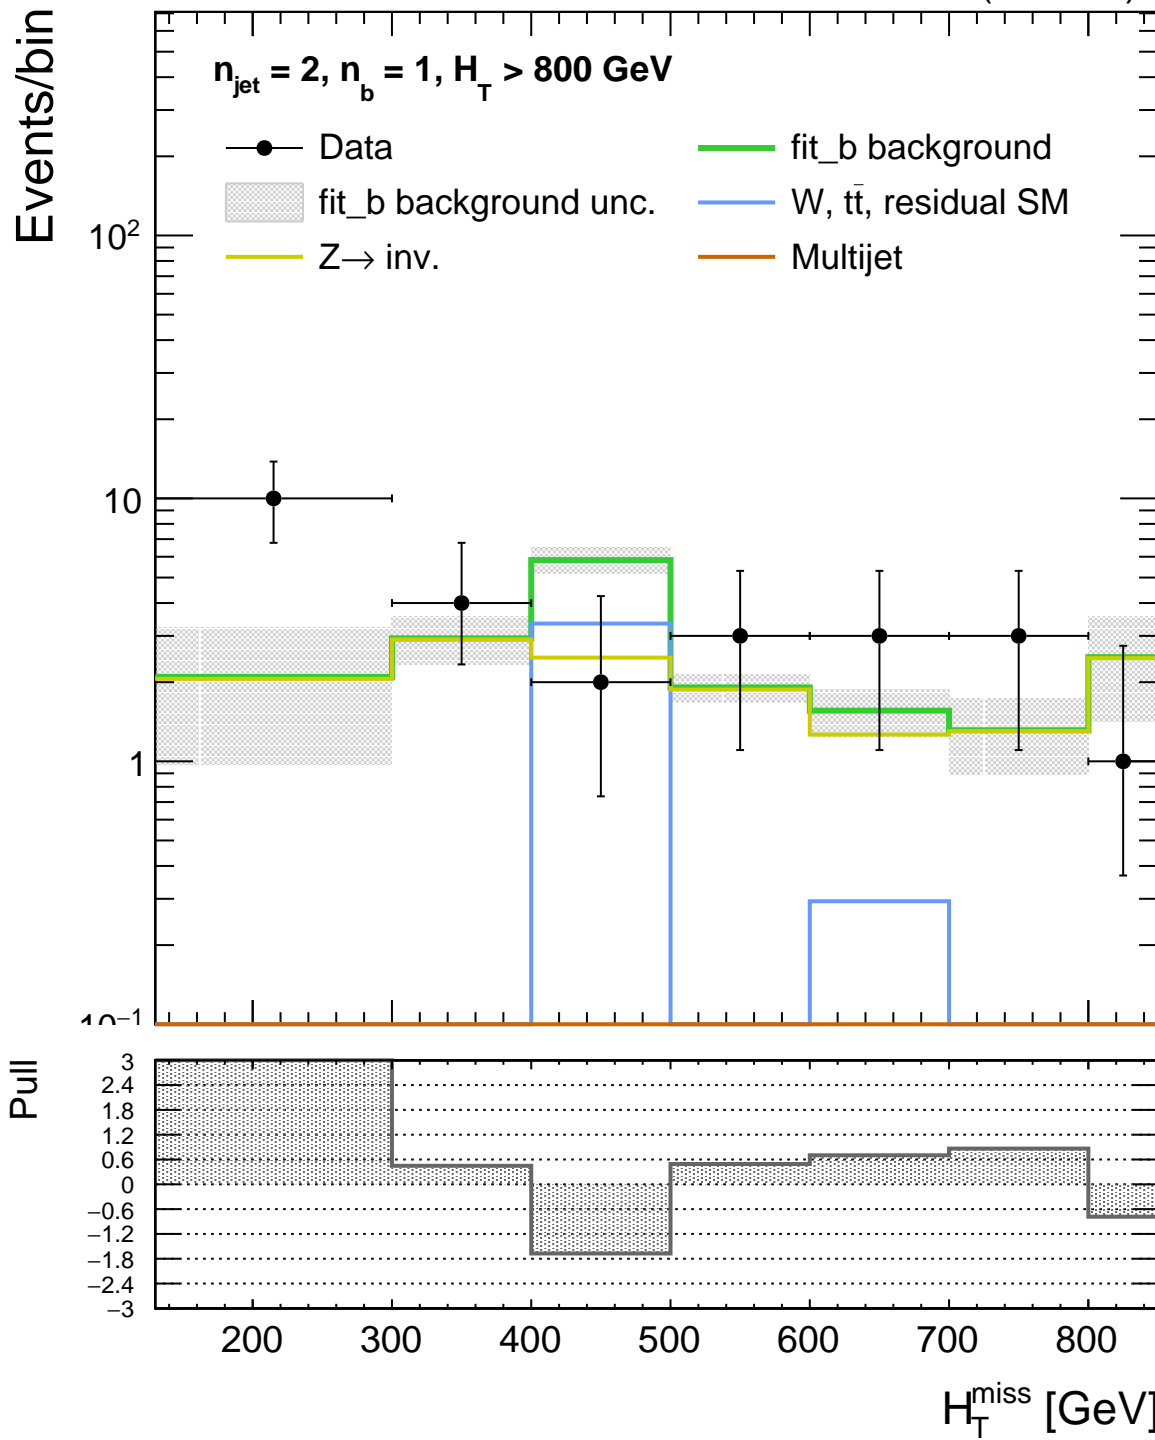 Events/bin
n_jet = 2, n_b = 1, H_T > 800 GeV
Data
fit_b background
fit_b background unc.
W, tt̄, residual SM
Z→ inv.
Multijet
10²
10
1
10⁻¹
Pull
3
2.4
1.8
1.2
0.6
0
−0.6
−1.2
−1.8
−2.4
−3
200 300 400 500 600 700 800
H_T^miss [GeV]